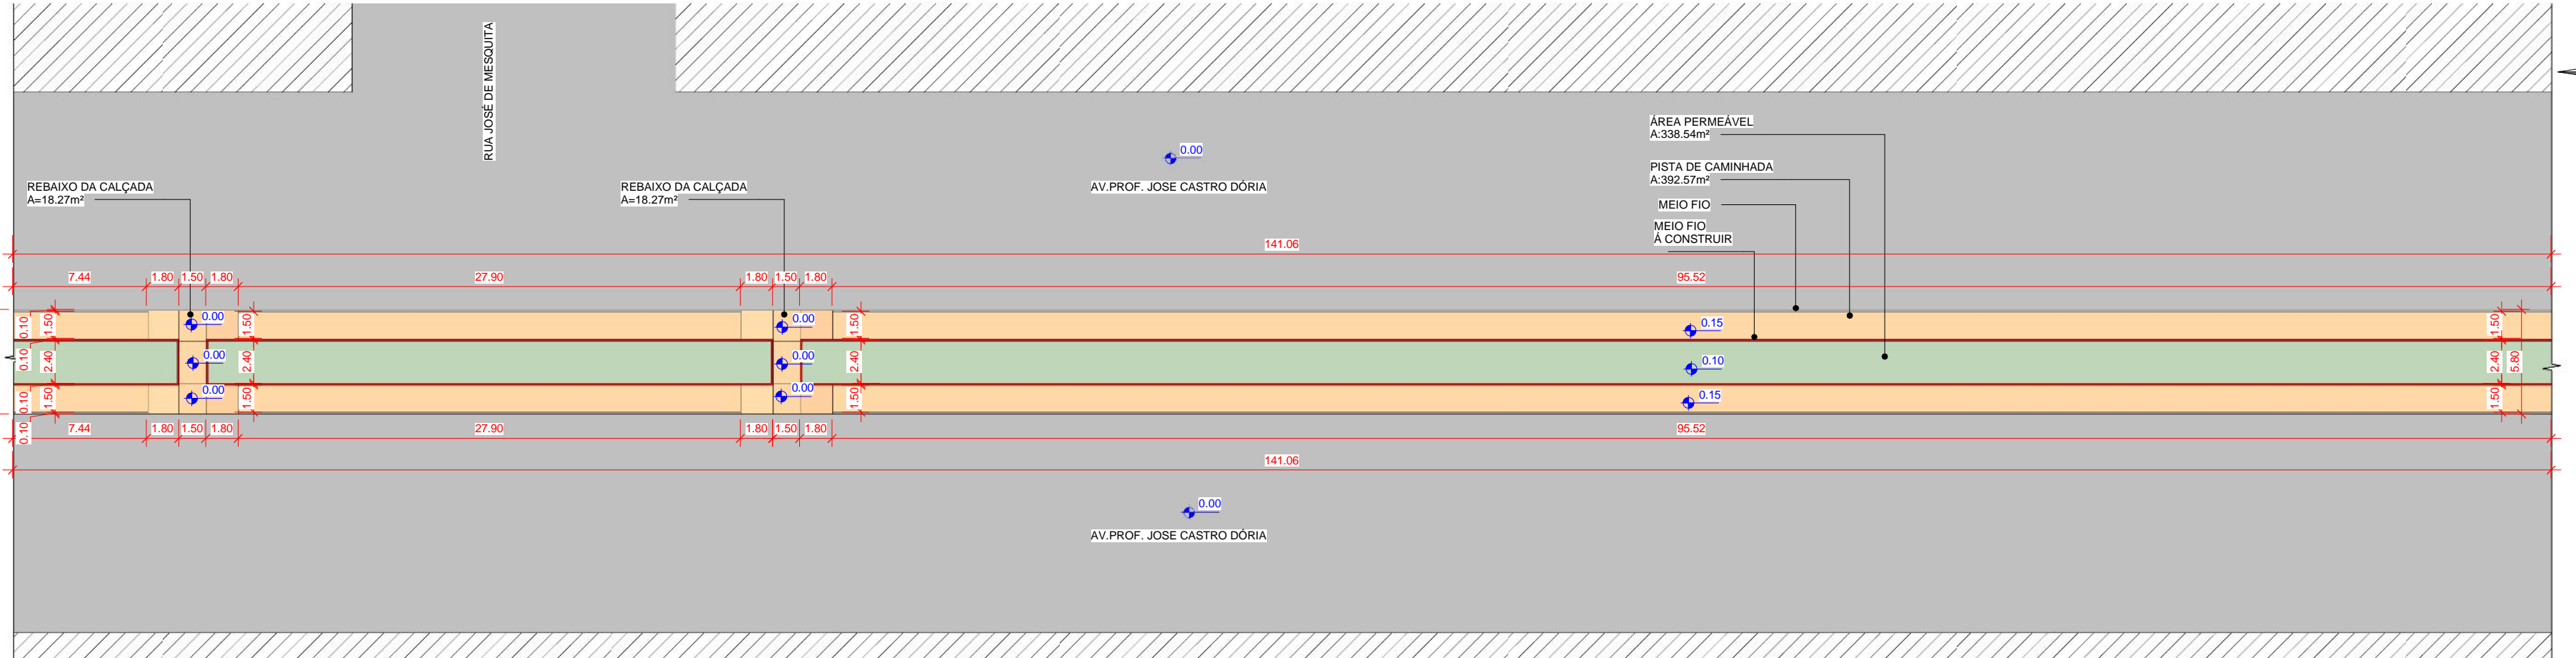 RUA JOSÉ DE MESQUITA
ÁREA PERMEÁVEL
A:338.54m²
0.00
PISTA DE CAMINHADA
A:392.57m²
REBAIXO DA CALÇADA
A=18.27m²
REBAIXO DA CALÇADA
A=18.27m²
AV.PROF. JOSE CASTRO DÓRIA
MEIO FIO
MEIO FIO
Á CONSTRUIR
141.06
7.44 1.80 1.50 1.80 27.90 1.80 1.50 1.80 95.52
0.10 1.50 0.00 1.50 0.00 1.50 0.15 1.50
0.10 2.40 0.00 2.40 0.00 2.40 0.10 2.40 5.80
0.10 1.50 0.00 1.50 0.00 1.50 0.15 1.50
0.10
7.44 1.80 1.50 1.80 27.90 1.80 1.50 1.80 95.52
141.06
0.00
AV.PROF. JOSE CASTRO DÓRIA